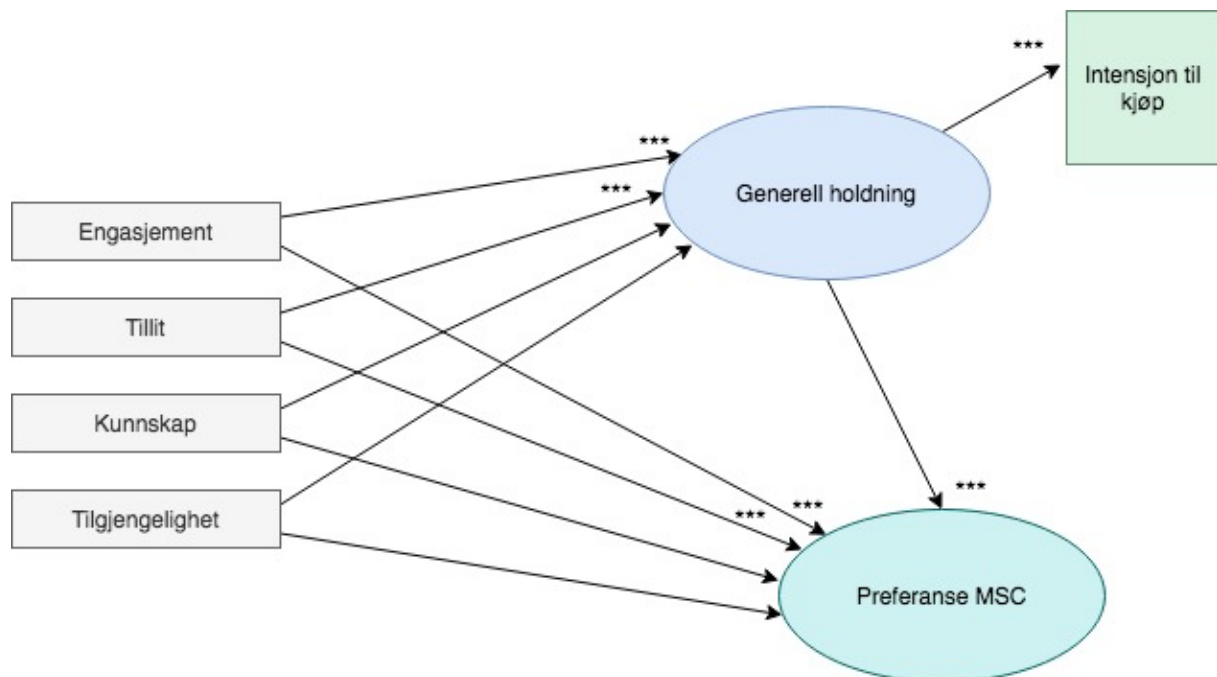 ***
Intensjon til
kjøp
***
Generell holdning
***
Engasjement
Tillit
Kunnskap
Tilgjengelighet
***
***
***
Preferanse MSC